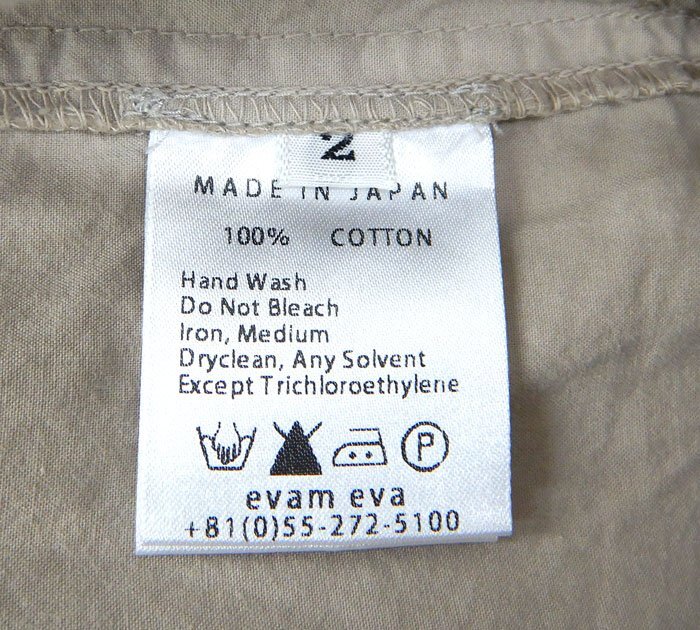 2
MADE IN JAPAN
100% COTTON
Hand Wash
Do Not Bleach
Iron, Medium
Dryclean, Any Solvent
Except Trichloroethylene
P
evam eva
+81(0)55-272-5100